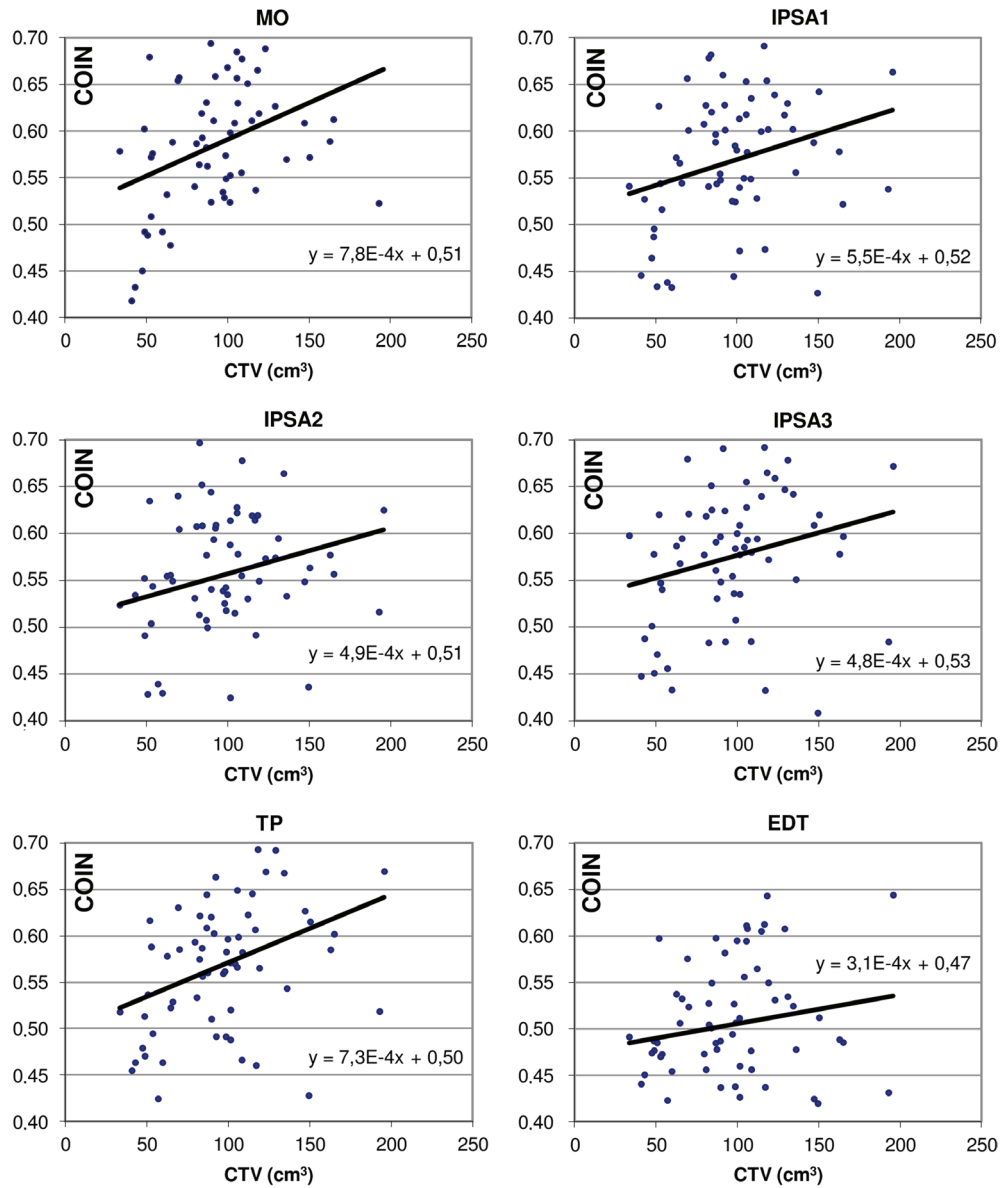 MO
COIN
0.70
0.65
0.60
0.55
0.50
0.45
0.40
y = 7,8E-4x + 0,51
0 50 100 150 200 250
CTV (cm³)
IPSA1
COIN
0.70
0.65
0.60
0.55
0.50
0.45
0.40
y = 5,5E-4x + 0,52
0 50 100 150 200 250
CTV (cm³)
IPSA2
COIN
0.70
0.65
0.60
0.55
0.50
0.45
0.40
y = 4,9E-4x + 0,51
0 50 100 150 200 250
CTV (cm³)
IPSA3
COIN
0.70
0.65
0.60
0.55
0.50
0.45
0.40
y = 4,8E-4x + 0,53
0 50 100 150 200 250
CTV (cm³)
TP
COIN
0.70
0.65
0.60
0.55
0.50
0.45
0.40
y = 7,3E-4x + 0,50
0 50 100 150 200 250
CTV (cm³)
EDT
COIN
0.70
0.65
0.60
0.55
0.50
0.45
0.40
y = 3,1E-4x + 0,47
0 50 100 150 200 250
CTV (cm³)